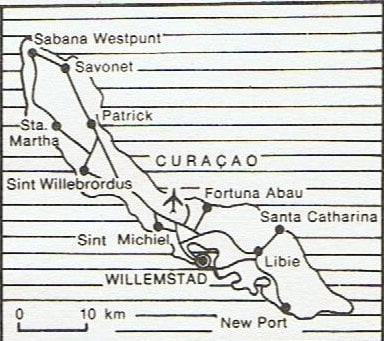 Sabana Westpunt
Savonet
Patrick
Sta.
Martha
CURAÇAO
Sint Willebrordus
Fortuna Abau
Santa Catharina
Sint Michiel
Libie
WILLEMSTAD
0 10 km
New Port